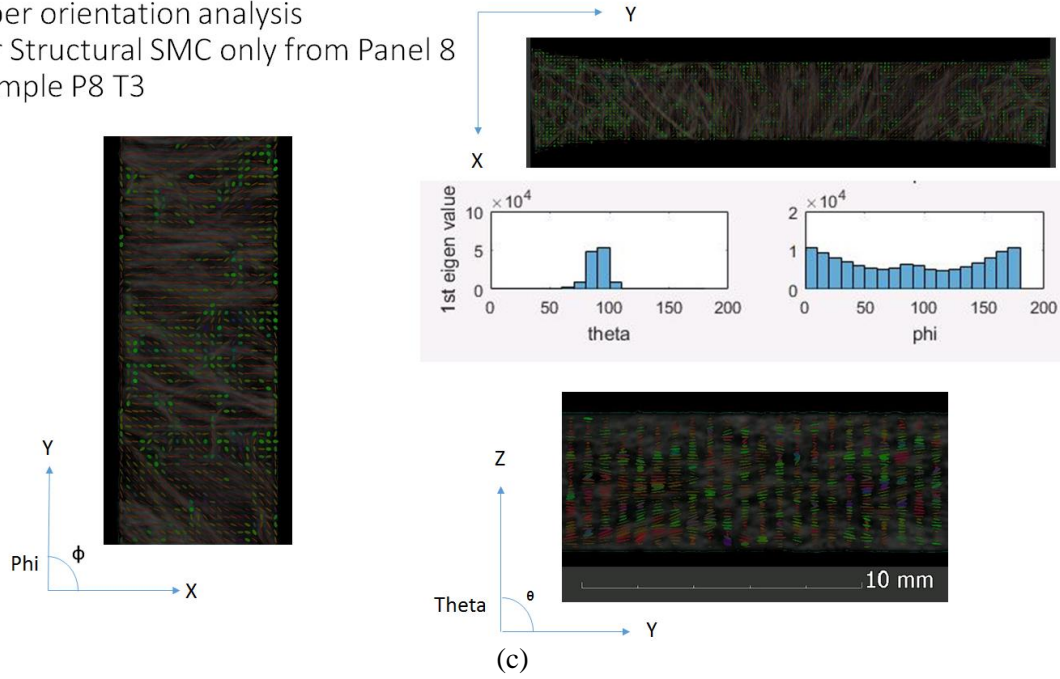 per orientation analysis
r Structural SMC only from Panel 8
mple P8 T3
Y
X
1st eigen value
×10⁴
10
5
0
0 50 100 150 200
theta
×10⁴
2
1
0
0 50 100 150 200
phi
Y
Phi
ϕ
X
Z
Theta
θ
Y
10 mm
(c)